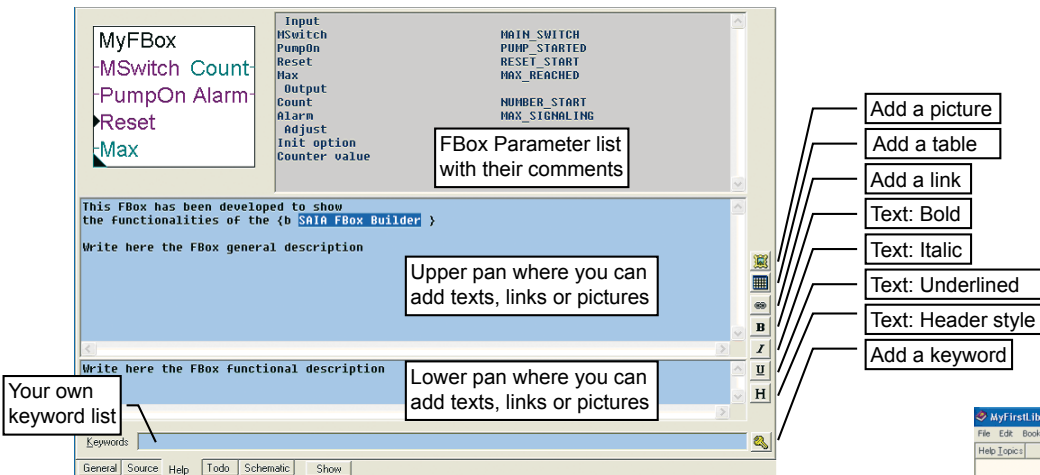 MyFBox
MSwitch Count
PumpOn Alarm
Reset
Max
Input
MSwitch MAIN_SWITCH
PumpOn PUMP_STARTED
Reset RESET_START
Max MAX_REACHED
Output
Count NUMBER_START
Alarm MAX_SIGNALING
Adjust
Init option
Counter value
FBox Parameter list
with their comments
This FBox has been developed to show
the functionalities of the {b SAIA FBox Builder }
Write here the FBox general description
Upper pan where you can
add texts, links or pictures
Write here the FBox functional description
Lower pan where you can
add texts, links or pictures
Your own
keyword list
Keywords
General Source Help Todo Schematic Show
B
I
U
H
Add a picture
Add a table
Add a link
Text: Bold
Text: Italic
Text: Underlined
Text: Header style
Add a keyword
MyFirstLib
File Edit Book
Help Topics